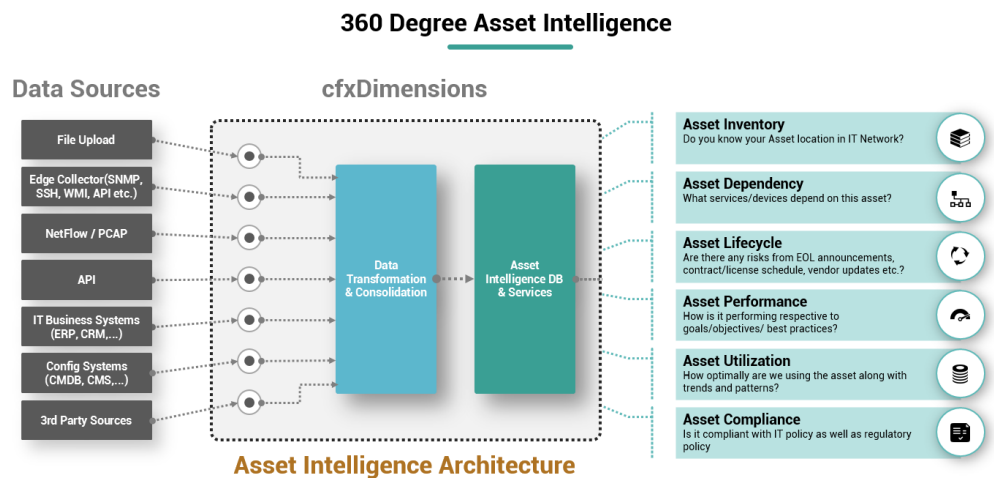 360 Degree Asset Intelligence
Data Sources
cfxDimensions
File Upload
Edge Collector(SNMP,
SSH, WMI, API etc.)
NetFlow / PCAP
API
IT Business Systems
(ERP, CRM,...)
Config Systems
(CMDB, CMS,...)
3rd Party Sources
Data
Transformation
& Consolidation
Asset
Intelligence DB
& Services
Asset Inventory
Do you know your Asset location in IT Network?
Asset Dependency
What services/devices depend on this asset?
Asset Lifecycle
Are there any risks from EOL announcements,
contract/license schedule, vendor updates etc.?
Asset Performance
How is it performing respective to
goals/objectives/ best practices?
Asset Utilization
How optimally are we using the asset along with
trends and patterns?
Asset Compliance
Is it compliant with IT policy as well as regulatory
policy
Asset Intelligence Architecture